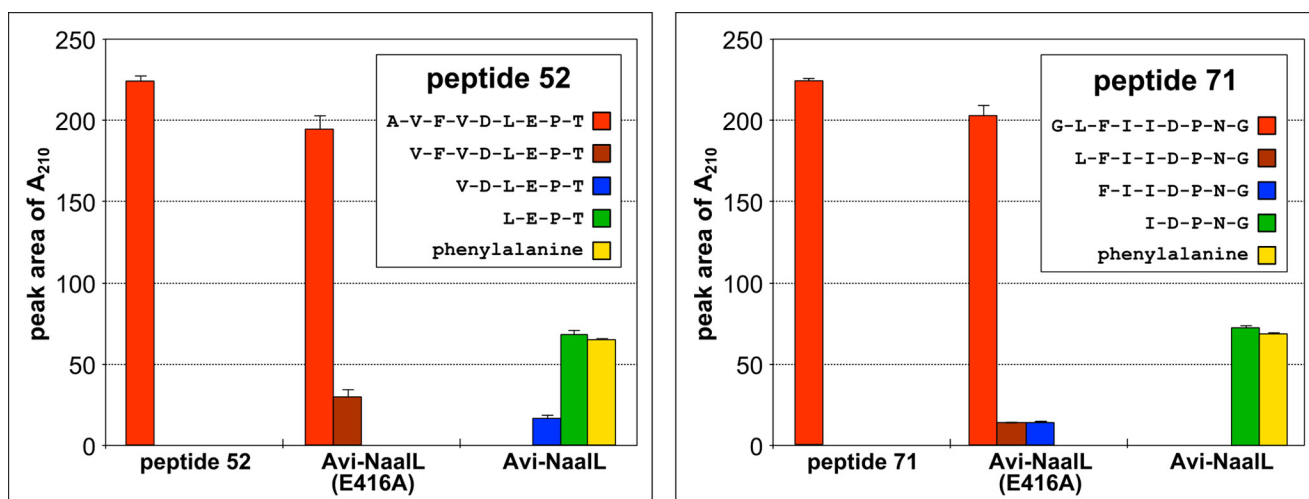 peptide 52
A-V-F-V-D-L-E-P-T
V-F-V-D-L-E-P-T
V-D-L-E-P-T
L-E-P-T
phenylalanine
peak area of A210
250
200
150
100
50
0
peptide 52
Avi-NaalL
(E416A)
Avi-NaalL
peptide 71
G-L-F-I-I-D-P-N-G
L-F-I-I-D-P-N-G
F-I-I-D-P-N-G
I-D-P-N-G
phenylalanine
peak area of A210
250
200
150
100
50
0
peptide 71
Avi-NaalL
(E416A)
Avi-NaalL